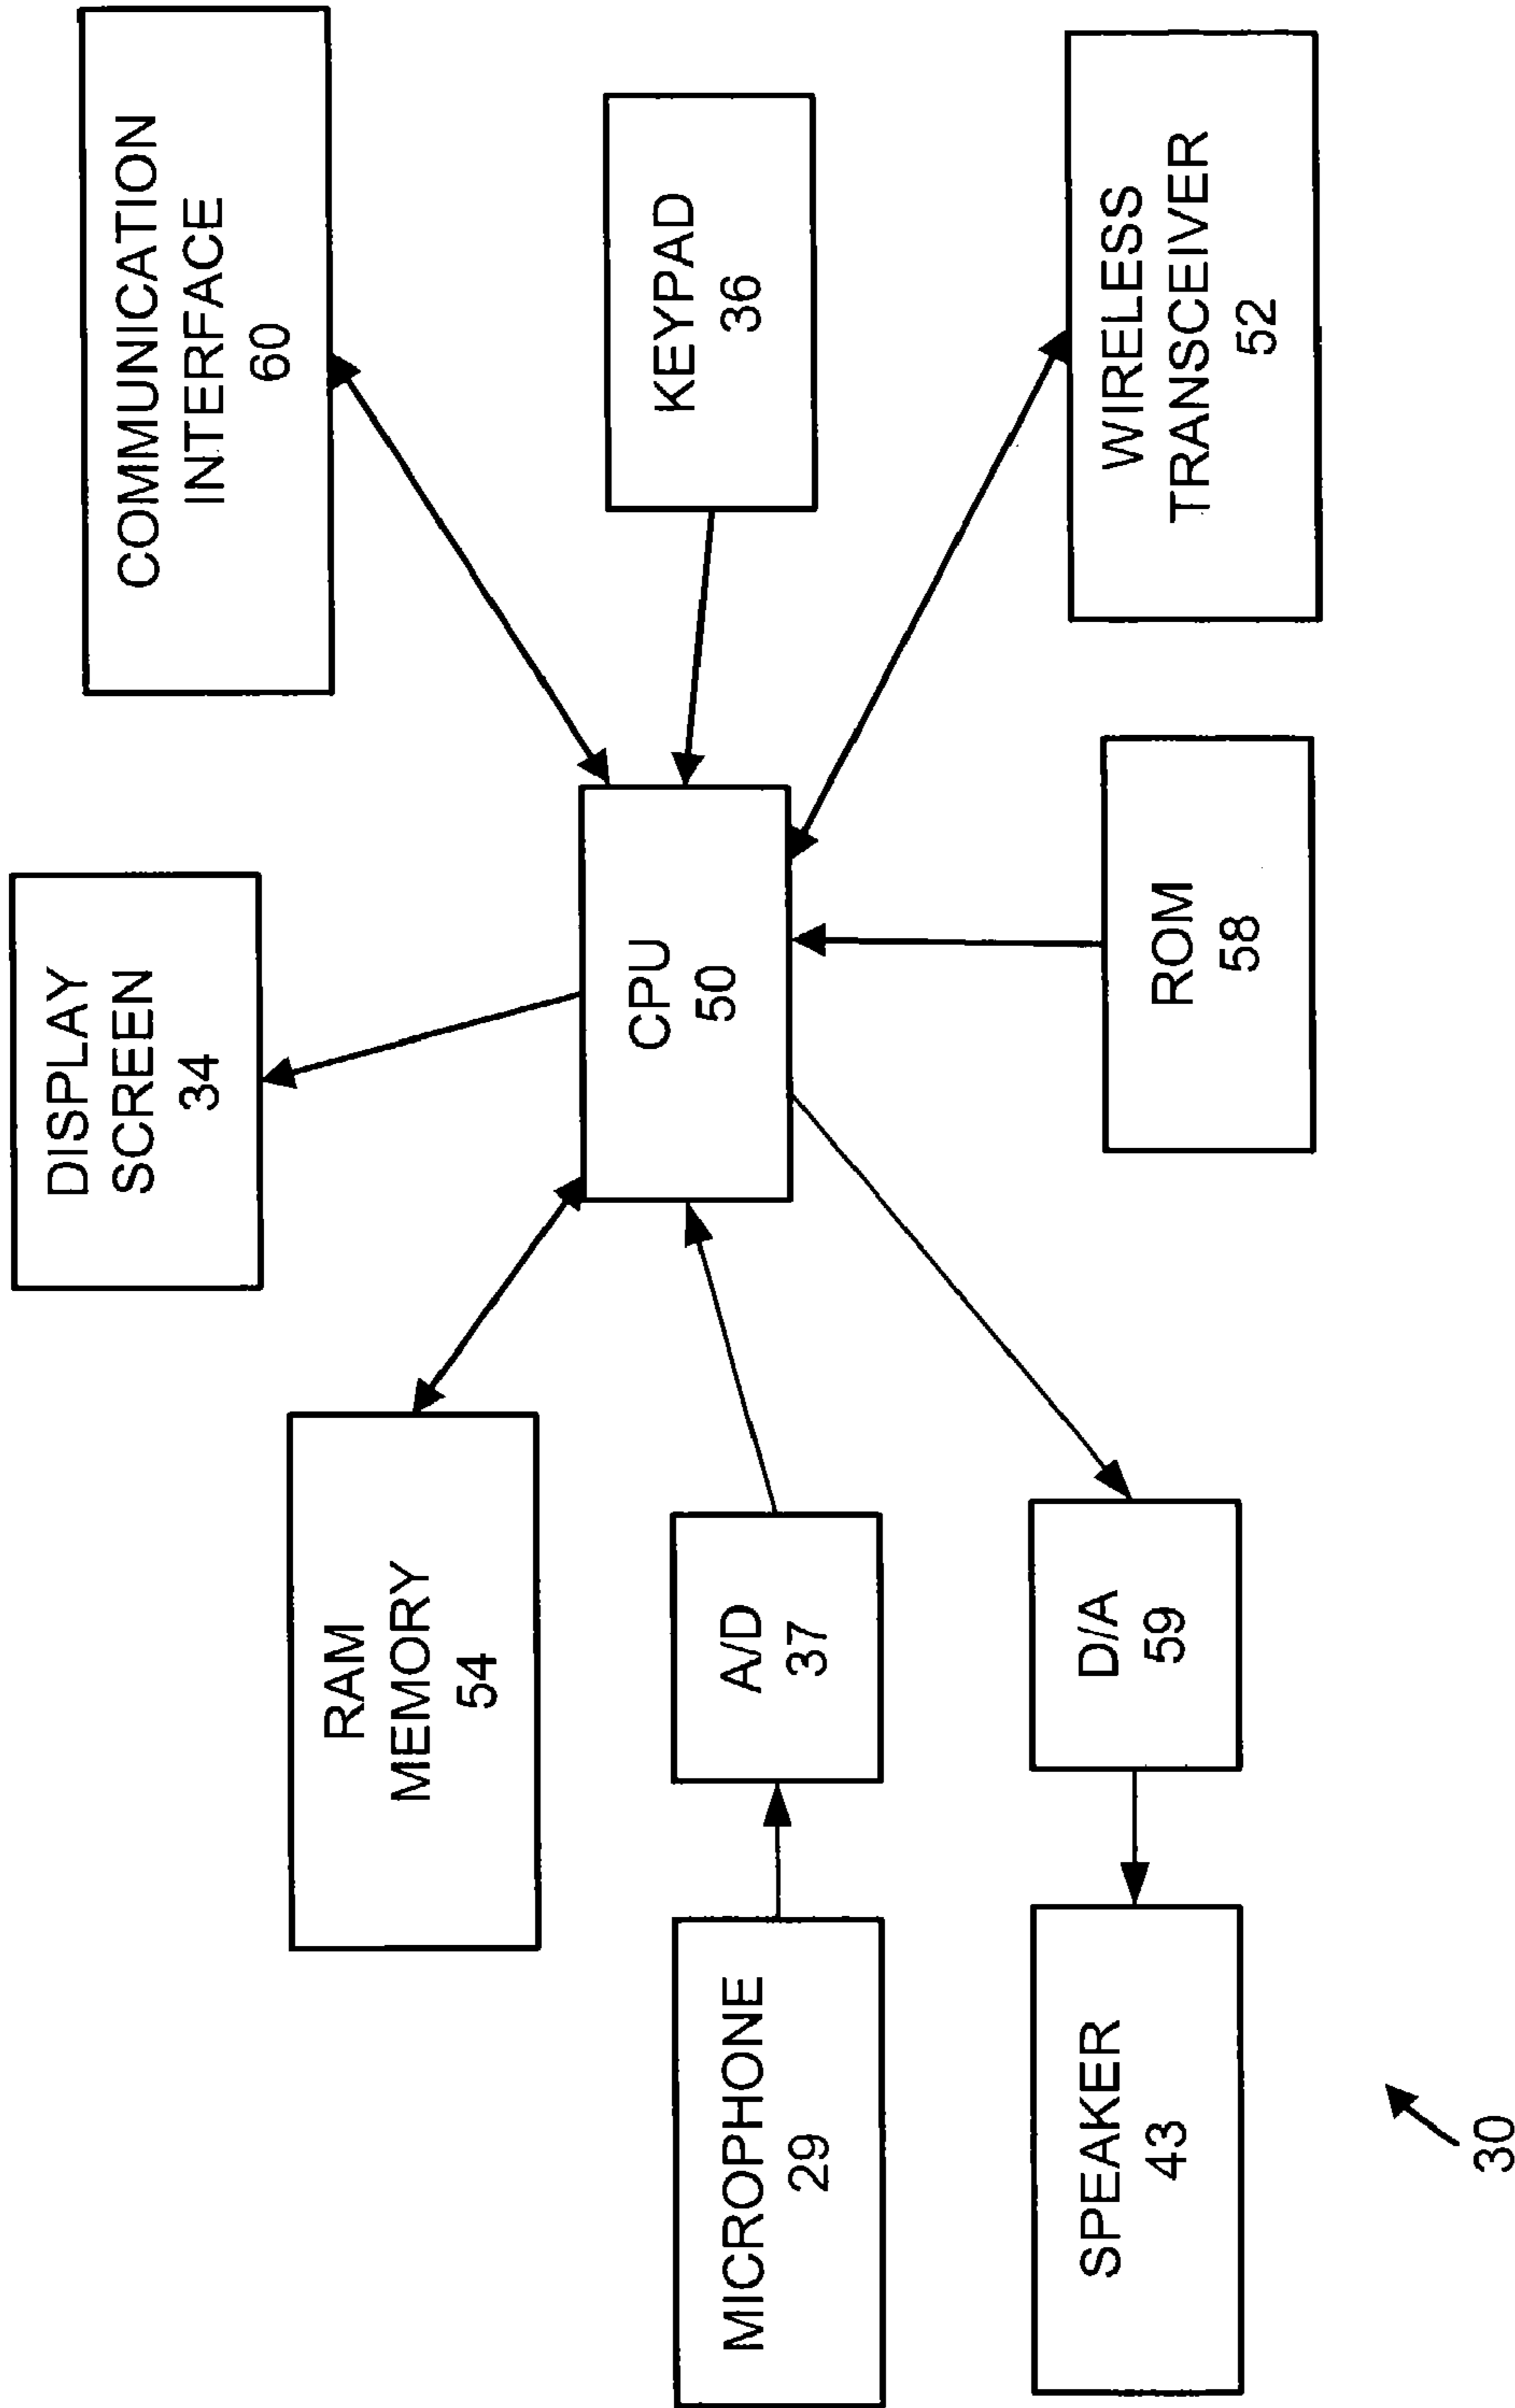 DISPLAY
SCREEN
34
COMMUNICATION
INTERFACE
60
RAM
MEMORY
54
CPU
50
KEYPAD
36
MICROPHONE
29
A/D
37
SPEAKER
43
D/A
59
ROM
58
WIRELESS
TRANSCEIVER
52
30